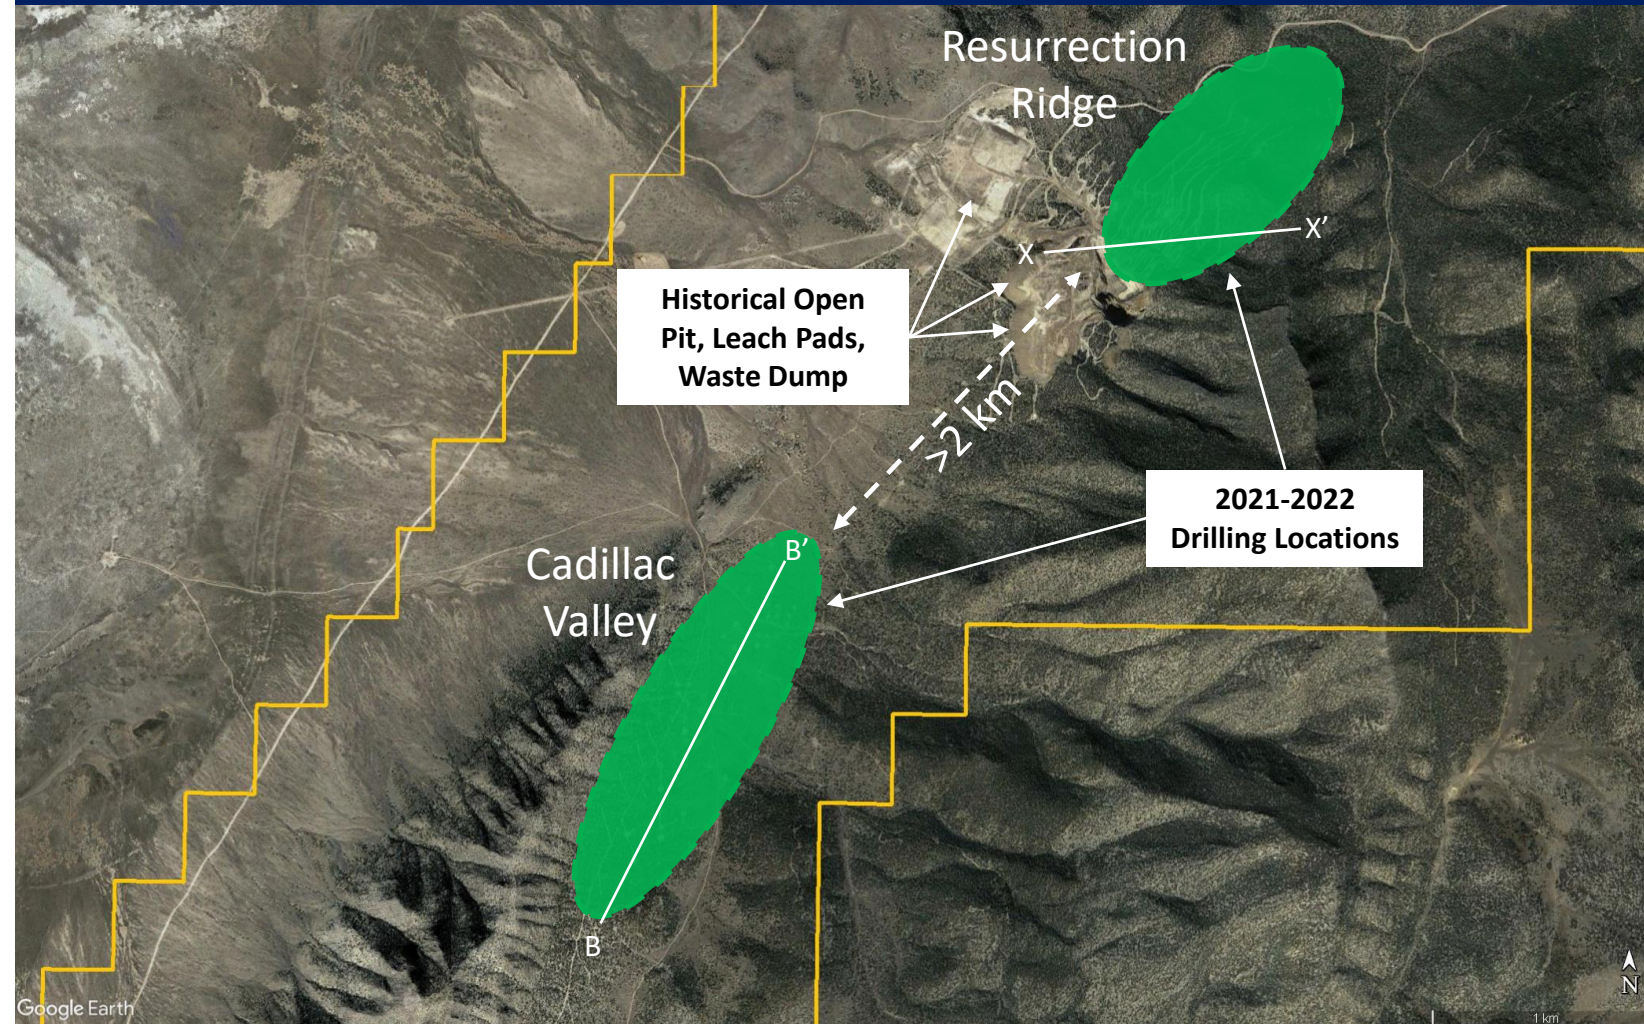 Resurrection
Ridge
X
X’
Historical Open
Pit, Leach Pads,
Waste Dump
>2 km
2021-2022
Drilling Locations
Cadillac
Valley
B’
B
N
Google Earth
1 km